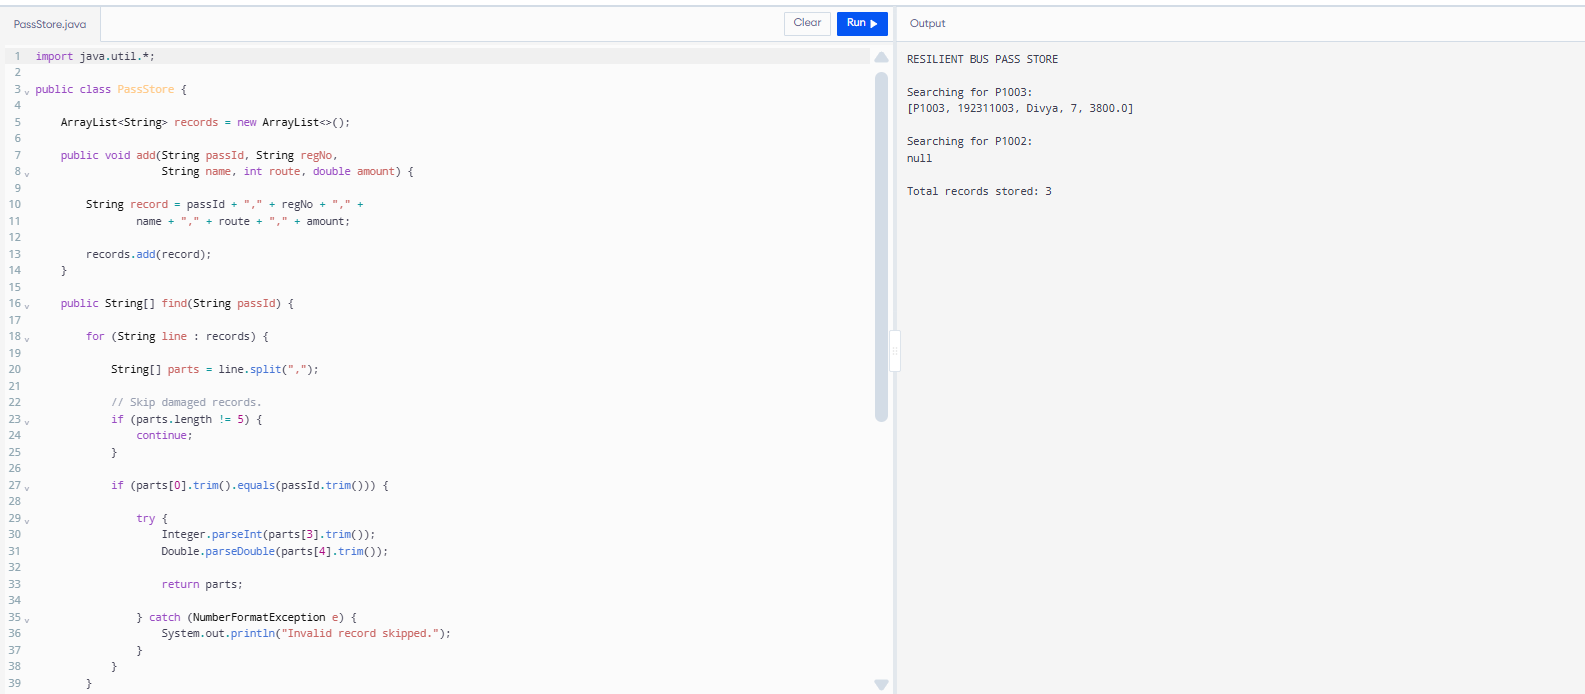 PassStore.java
Clear
Run
Output
1 import java.util.*;
2
3 public class PassStore {
4
5 ArrayList<String> records = new ArrayList<>();
6
7 public void add(String passId, String regNo,
8 String name, int route, double amount) {
9
10 String record = passId + "," + regNo + "," +
11 name + "," + route + "," + amount;
12
13 records.add(record);
14 }
15
16 public String[] find(String passId) {
17
18 for (String line : records) {
19
20 String[] parts = line.split(",");
21
22 // Skip damaged records.
23 if (parts.length != 5) {
24 continue;
25 }
26
27 if (parts[0].trim().equals(passId.trim())) {
28
29 try {
30 Integer.parseInt(parts[3].trim());
31 Double.parseDouble(parts[4].trim());
32
33 return parts;
34
35 } catch (NumberFormatException e) {
36 System.out.println("Invalid record skipped.");
37 }
38 }
39 }
RESILIENT BUS PASS STORE
Searching for P1003:
[P1003, 192311003, Divya, 7, 3800.0]
Searching for P1002:
null
Total records stored: 3